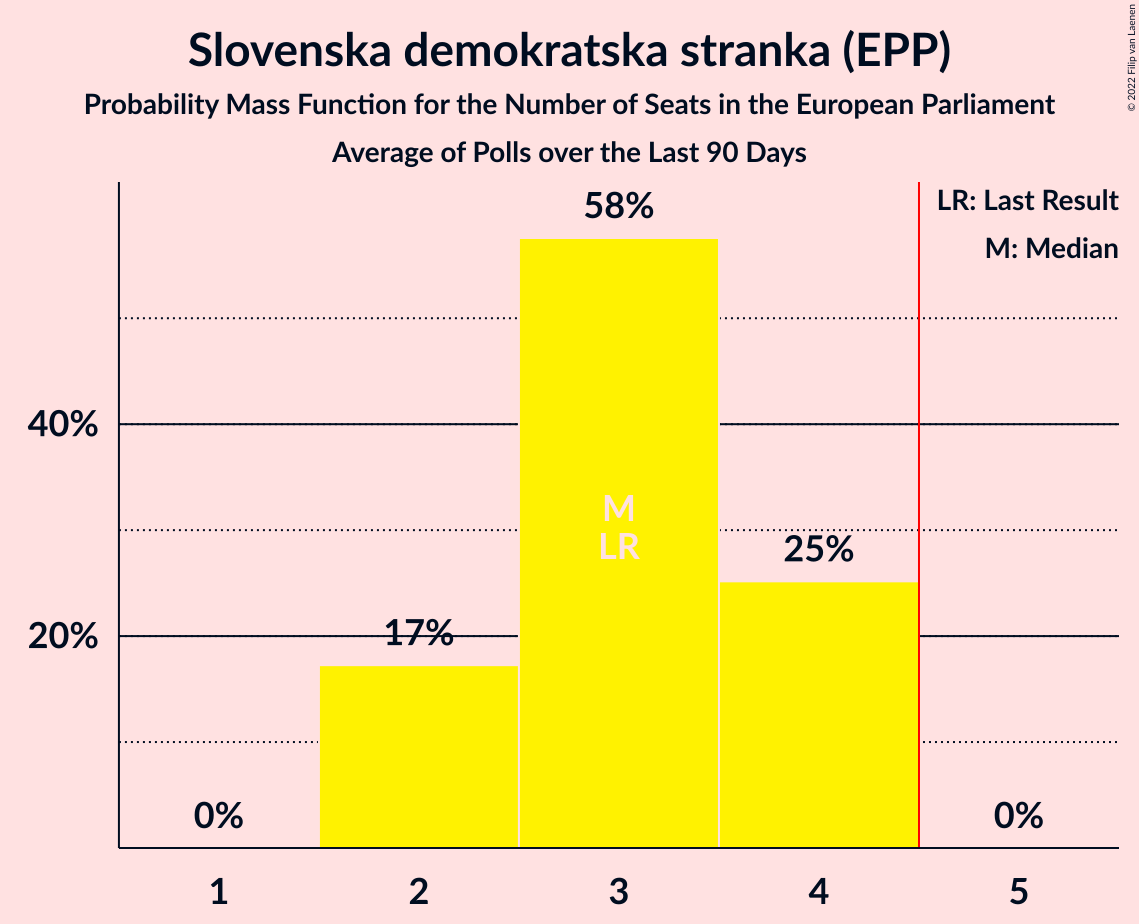 Slovenska demokratska stranka (EPP)
Probability Mass Function for the Number of Seats in the European Parliament
Average of Polls over the Last 90 Days
© 2022 Filip van Laenen
LR: Last Result
M: Median
58%
40%
M
LR
25%
20%
17%
0%
0%
1
2
3
4
5